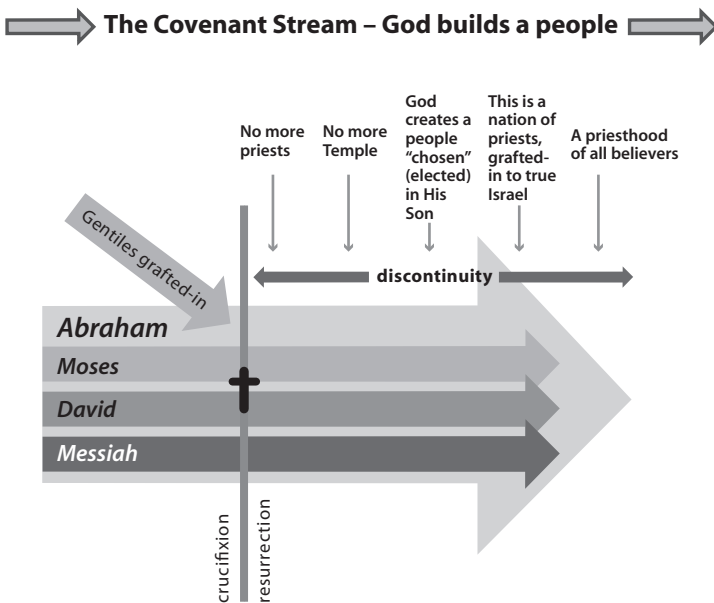 The Covenant Stream – God builds a people
No more
priests
No more
Temple
God
creates a
people
“chosen”
(elected)
in His
Son
This is a
nation of
priests,
grafted-
in to true
Israel
A priesthood
of all believers
Gentiles grafted-in
discontinuity
Abraham
Moses
David
Messiah
crucifixion
resurrection